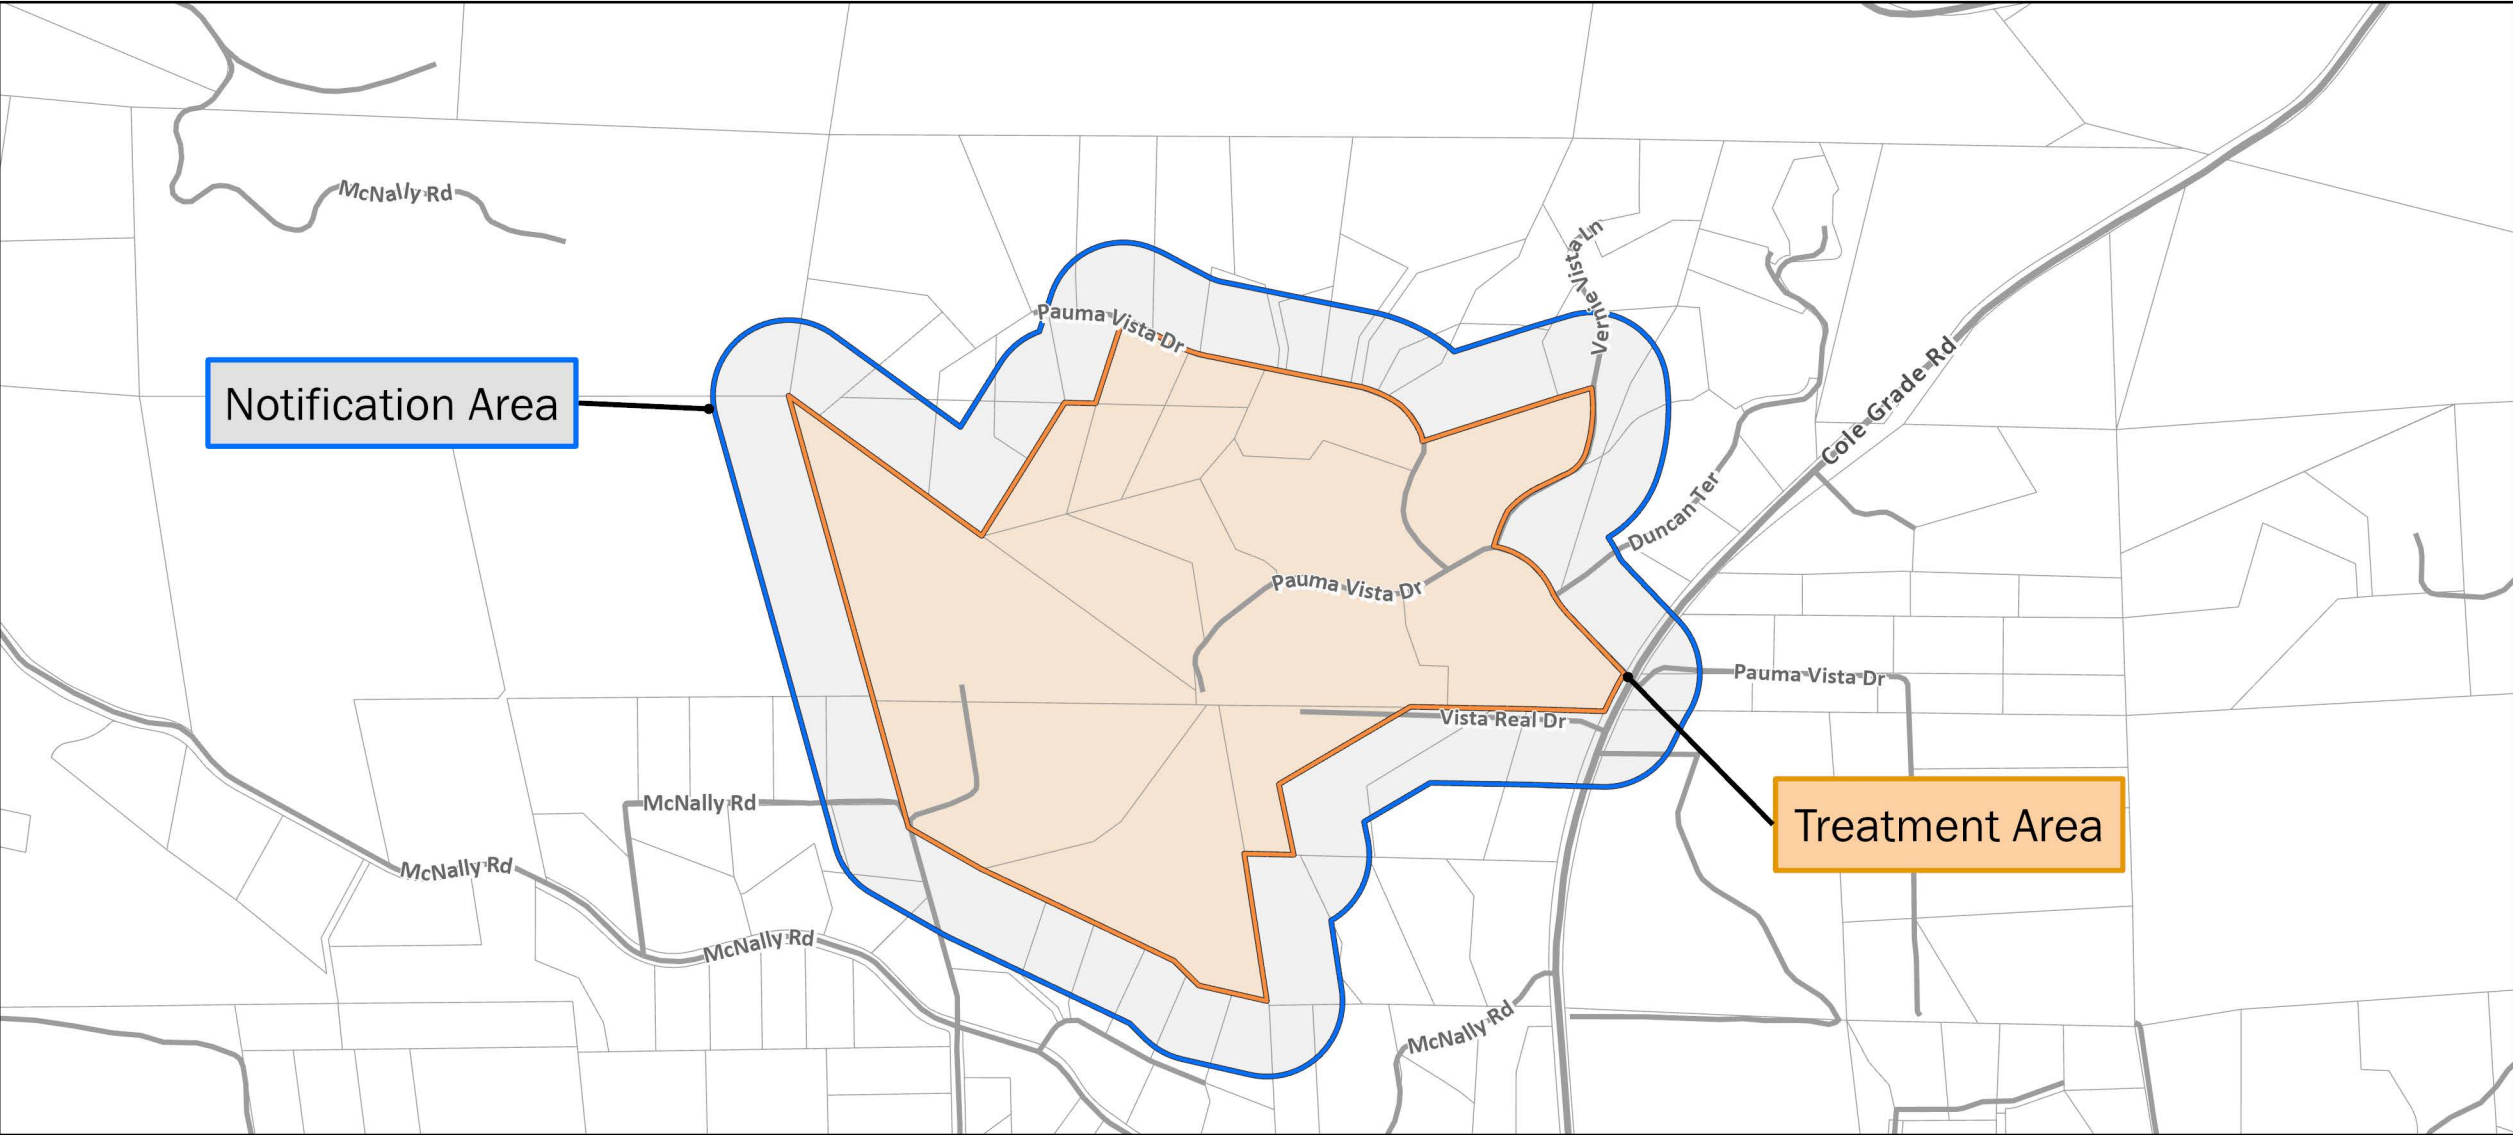 McNally Rd
Vernie Vista Ln
Pauma Vista Dr
Cole Grade Rd
Notification Area
Duncan Ter
Pauma Vista Dr
Pauma Vista Dr
Vista Real Dr
McNally Rd
Treatment Area
McNally Rd
McNally Rd
McNally Rd